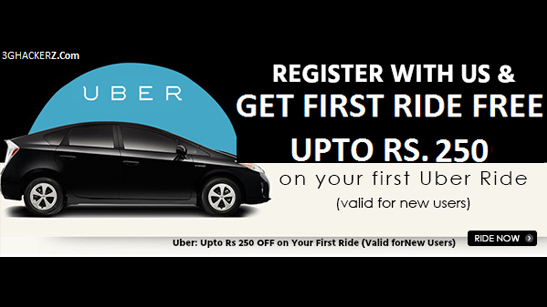 3GHACKERZ.Com
UBER
REGISTER WITH US &
GET FIRST RIDE FREE
UPTO RS. 250
on your first Uber Ride
(valid for new users)
Uber: Upto Rs 250 OFF on Your First Ride (Valid forNew Users)
RIDE NOW